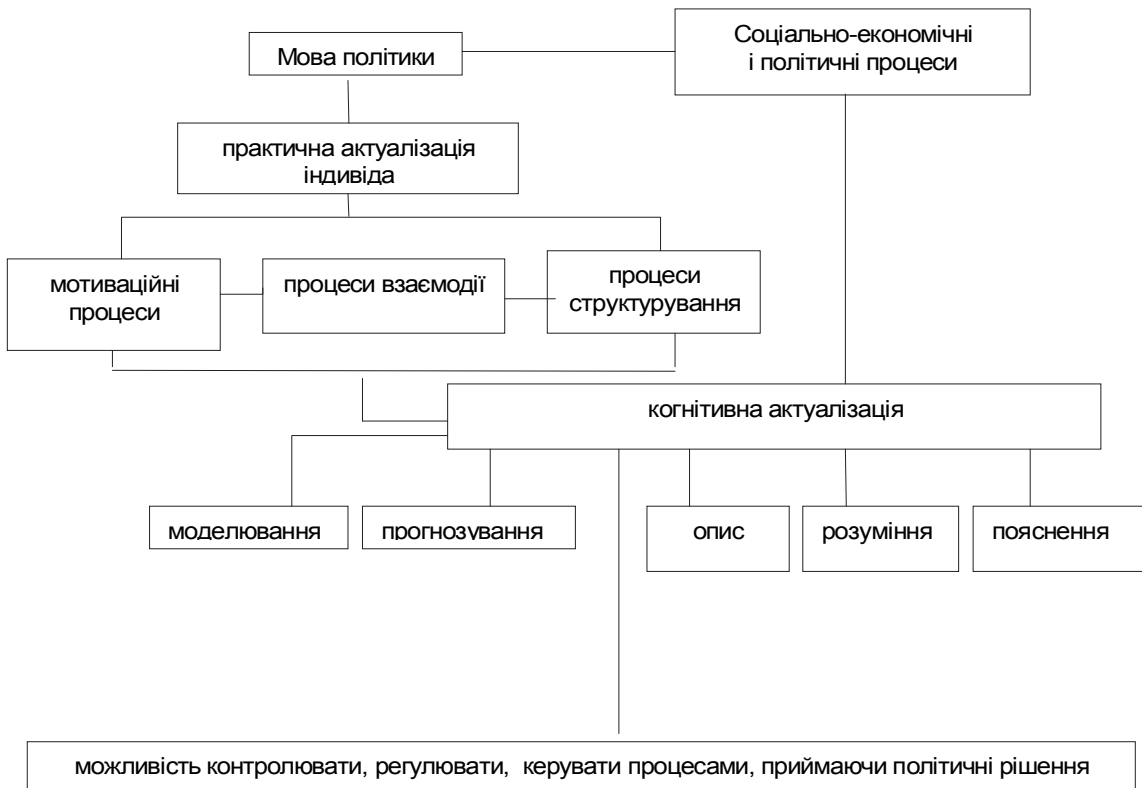 Мова політики
Соціально-економічні
і політичні процеси
практична актуалізація
індивіда
мотиваційні
процеси
процеси взаємодії
процеси
структурування
когнітивна актуалізація
моделювання
прогнозування
опис
розуміння
пояснення
можливість контролювати, регулювати, керувати процесами, приймаючи політичні рішення